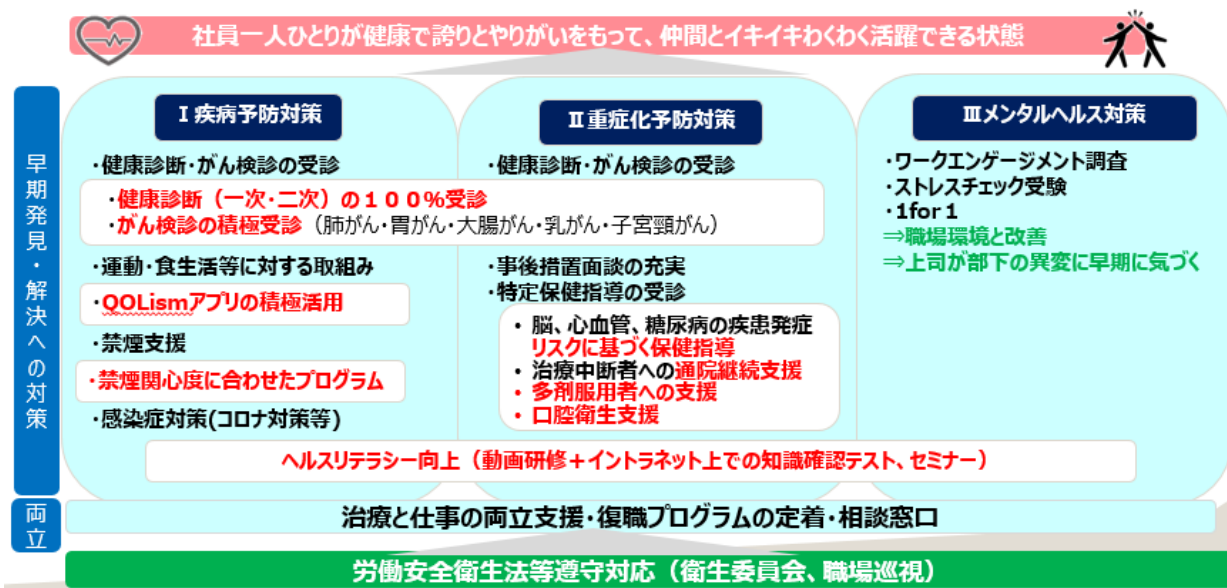 社員一人ひとりが健康で誇りとやりがいをもって、仲間とイキイキわくわく活躍できる状態
早期発見・解決への対策
Ⅰ疾病予防対策
・健康診断・がん検診の受診
・健康診断（一次・二次）の１００％受診
・がん検診の積極受診（肺がん・胃がん・大腸がん・乳がん・子宮頸がん）
・運動・食生活等に対する取組み
・QOLismアプリの積極活用
・禁煙支援
・禁煙関心度に合わせたプログラム
・感染症対策(コロナ対策等)
Ⅱ重症化予防対策
・健康診断・がん検診の受診
・事後措置面談の充実
・特定保健指導の受診
• 脳、心血管、糖尿病の疾患発症
リスクに基づく保健指導
• 治療中断者への通院継続支援
• 多剤服用者への支援
• 口腔衛生支援
Ⅲメンタルヘルス対策
・ワークエンゲージメント調査
・ストレスチェック受験
・1for１
⇒職場環境と改善
⇒上司が部下の異変に早期に気づく
ヘルスリテラシー向上（動画研修＋イントラネット上での知識確認テスト、セミナー）
両立
治療と仕事の両立支援・復職プログラムの定着・相談窓口
労働安全衛生法等遵守対応（衛生委員会、職場巡視）